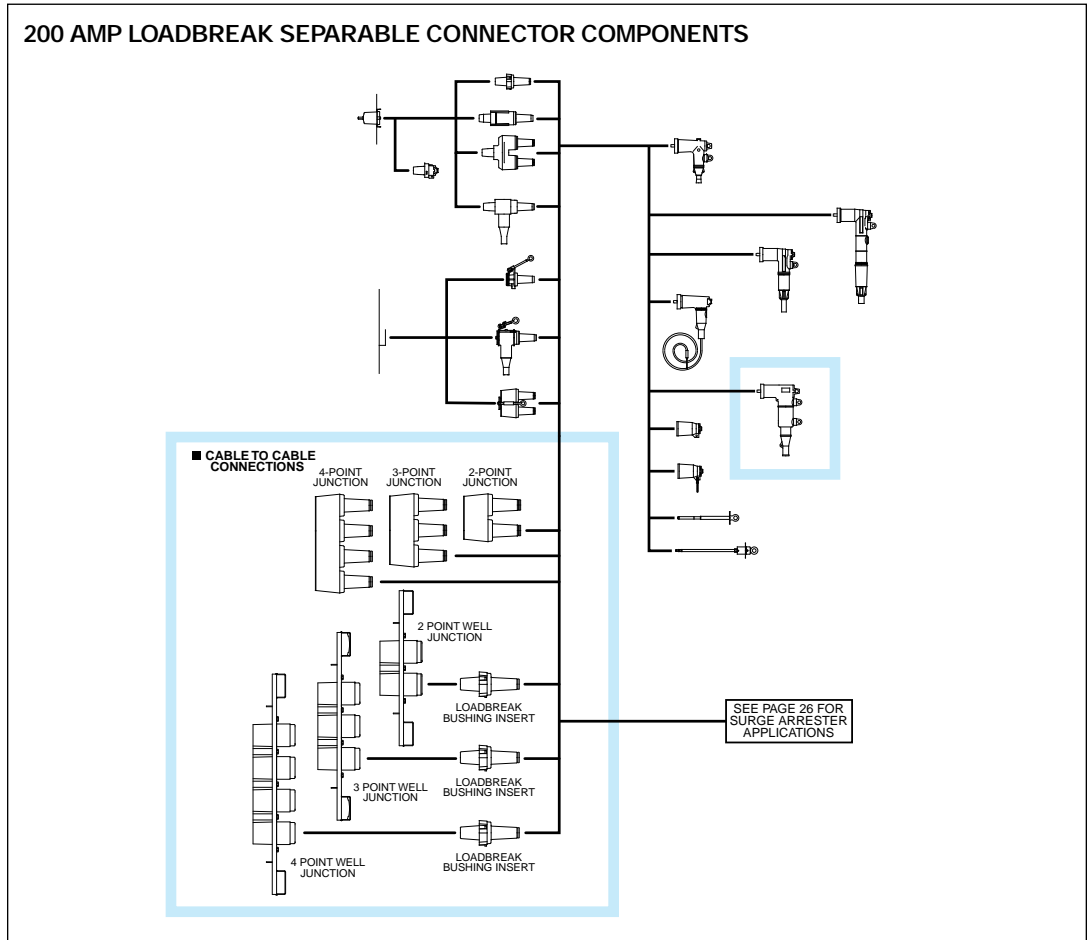 200 AMP LOADBREAK SEPARABLE CONNECTOR COMPONENTS
■ CABLE TO CABLE
CONNECTIONS
4-POINT
JUNCTION
3-POINT
JUNCTION
2-POINT
JUNCTION
2 POINT WELL
JUNCTION
LOADBREAK
BUSHING INSERT
SEE PAGE 26 FOR
SURGE ARRESTER
APPLICATIONS
3 POINT WELL
JUNCTION
LOADBREAK
BUSHING INSERT
4 POINT WELL
JUNCTION
LOADBREAK
BUSHING INSERT